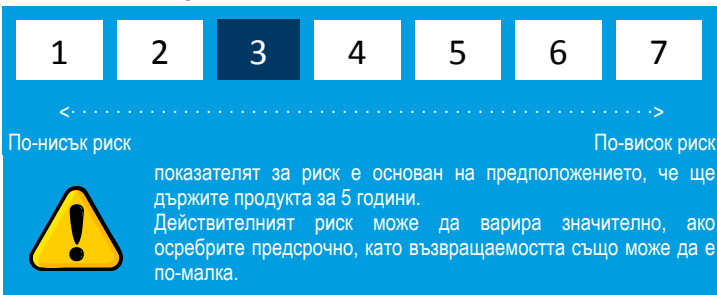 1 2 3 4 5 6 7
По-нисък риск По-висок риск
показателят за риск е основан на предположението, че ще
държите продукта за 5 години.
Действителният риск може да варира значително, ако
осребрите предсрочно, като възвращаемостта също може да е
по-малка.